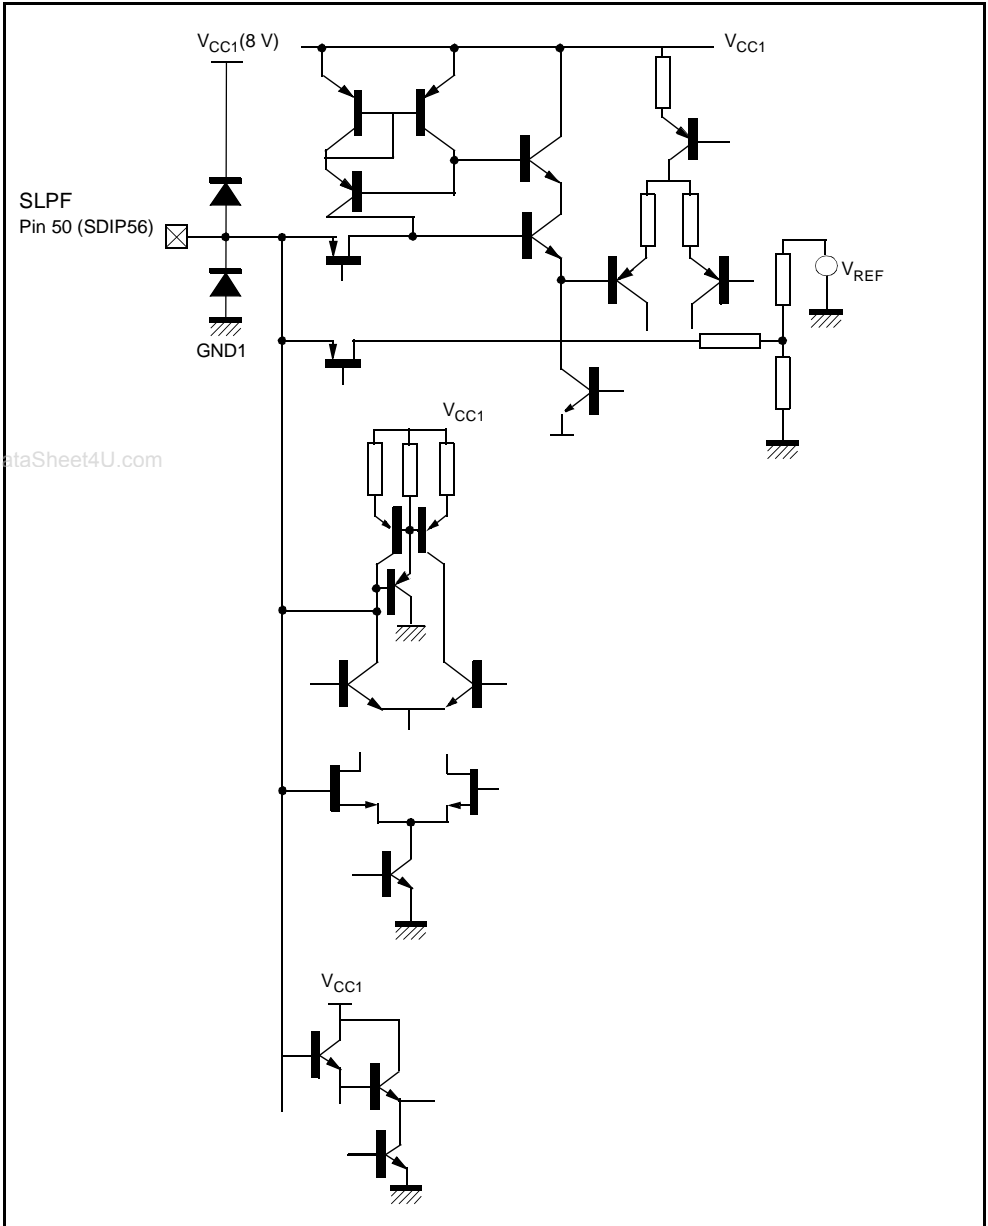 VCC1(8 V)
VCC1
SLPF
Pin 50 (SDIP56)
VREF
GND1
VCC1
ataSheet4U.com
VCC1